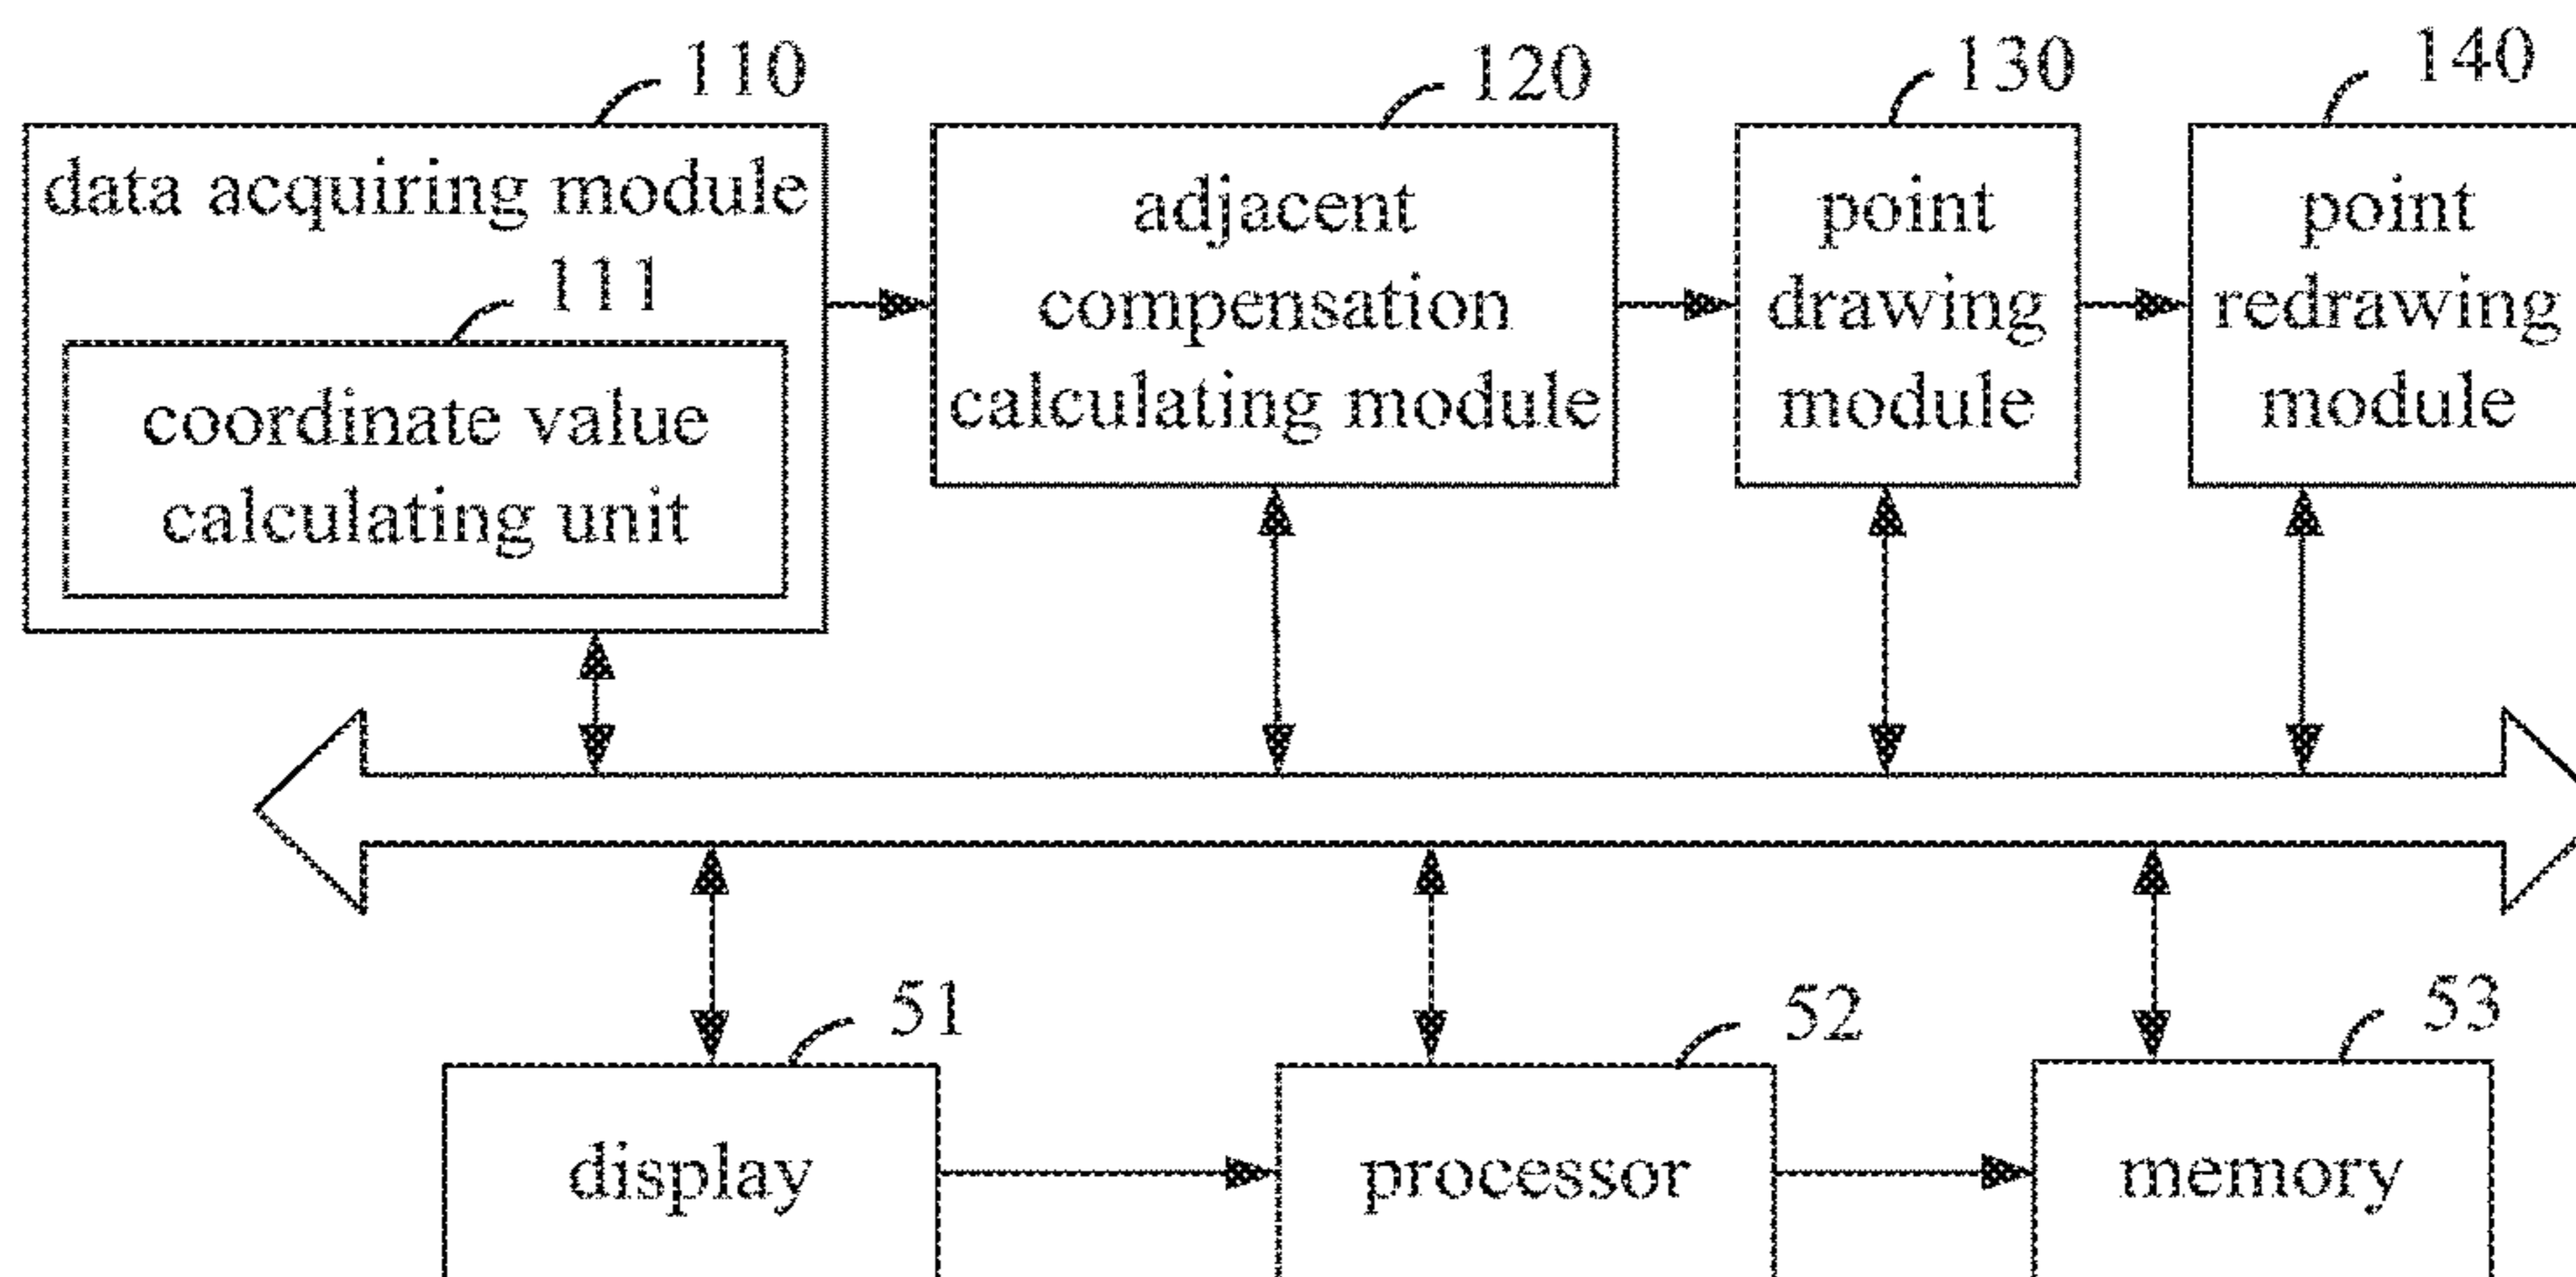 110
data acquiring module
111
coordinate value
calculating unit
120
adjacent
compensation
calculating module
130
point
drawing
module
140
point
redrawing
module
51
display
52
processor
53
memory